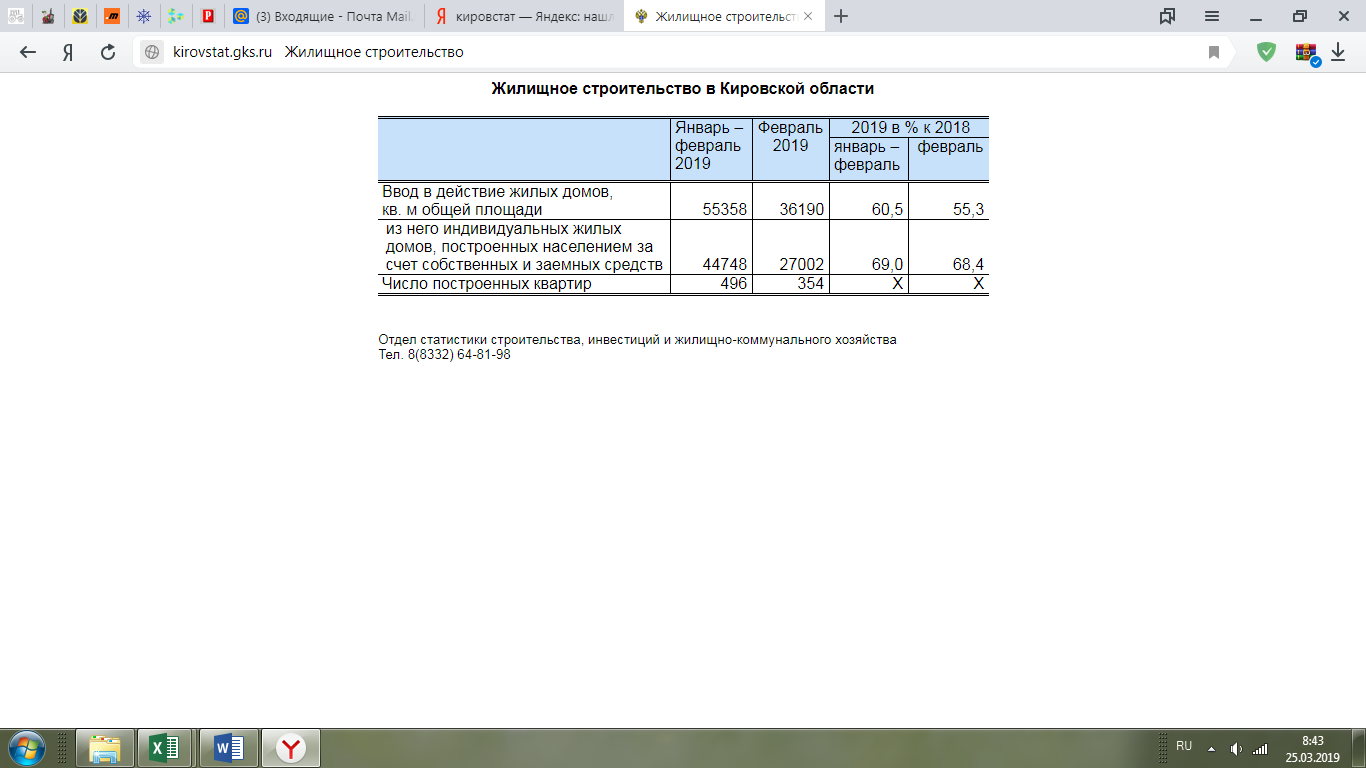 (3) Входящие - Почта Mail.
кировстат — Яндекс: нашл
Жилищное строительст
kirovstat.gks.ru Жилищное строительство
Жилищное строительство в Кировской области
Январь – февраль 2019 Февраль 2019 2019 в % к 2018
январь – февраль февраль
Ввод в действие жилых домов,
кв. м общей площади 55358 36190 60,5 55,3
из него индивидуальных жилых
домов, построенных населением за
счет собственных и заемных средств 44748 27002 69,0 68,4
Число построенных квартир 496 354 X X
Отдел статистики строительства, инвестиций и жилищно-коммунального хозяйства
Тел. 8(8332) 64-81-98
RU
8:43
25.03.2019